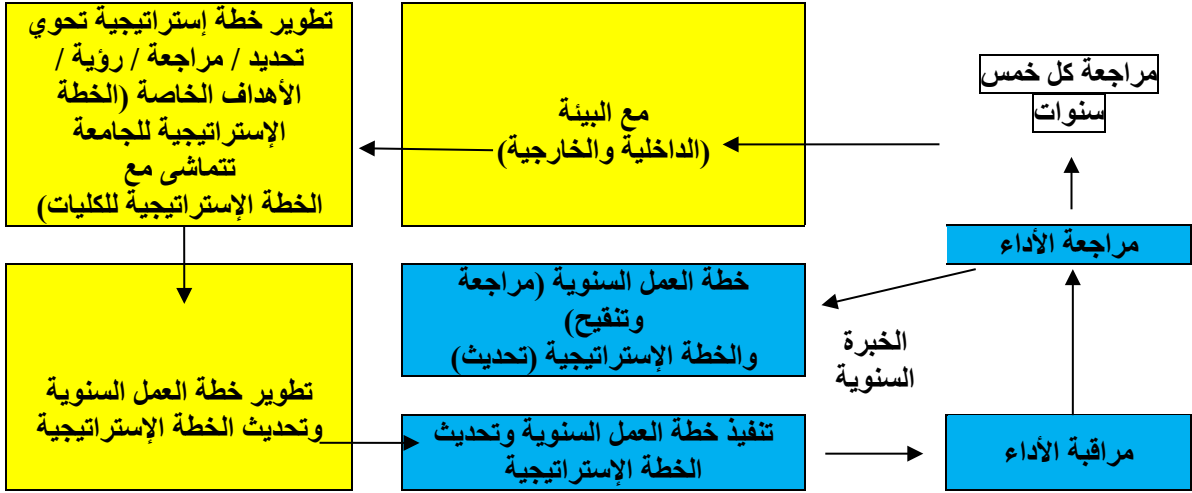 تطوير خطة إستراتيجية تحوي
تحديد / مراجعة / رؤية /
الأهداف الخاصة (الخطة
الإستراتيجية للجامعة
تتماشى مع
الخطة الإستراتيجية للكليات)
مع البيئة
(الداخلية والخارجية)
مراجعة كل خمس
سنوات
مراجعة الأداء
خطة العمل السنوية (مراجعة
وتنقيح)
والخطة الإستراتيجية (تحديث)
الخبرة
السنوية
تطوير خطة العمل السنوية
وتحديث الخطة الإستراتيجية
تنفيذ خطة العمل السنوية وتحديث
الخطة الإستراتيجية
مراقبة الأداء